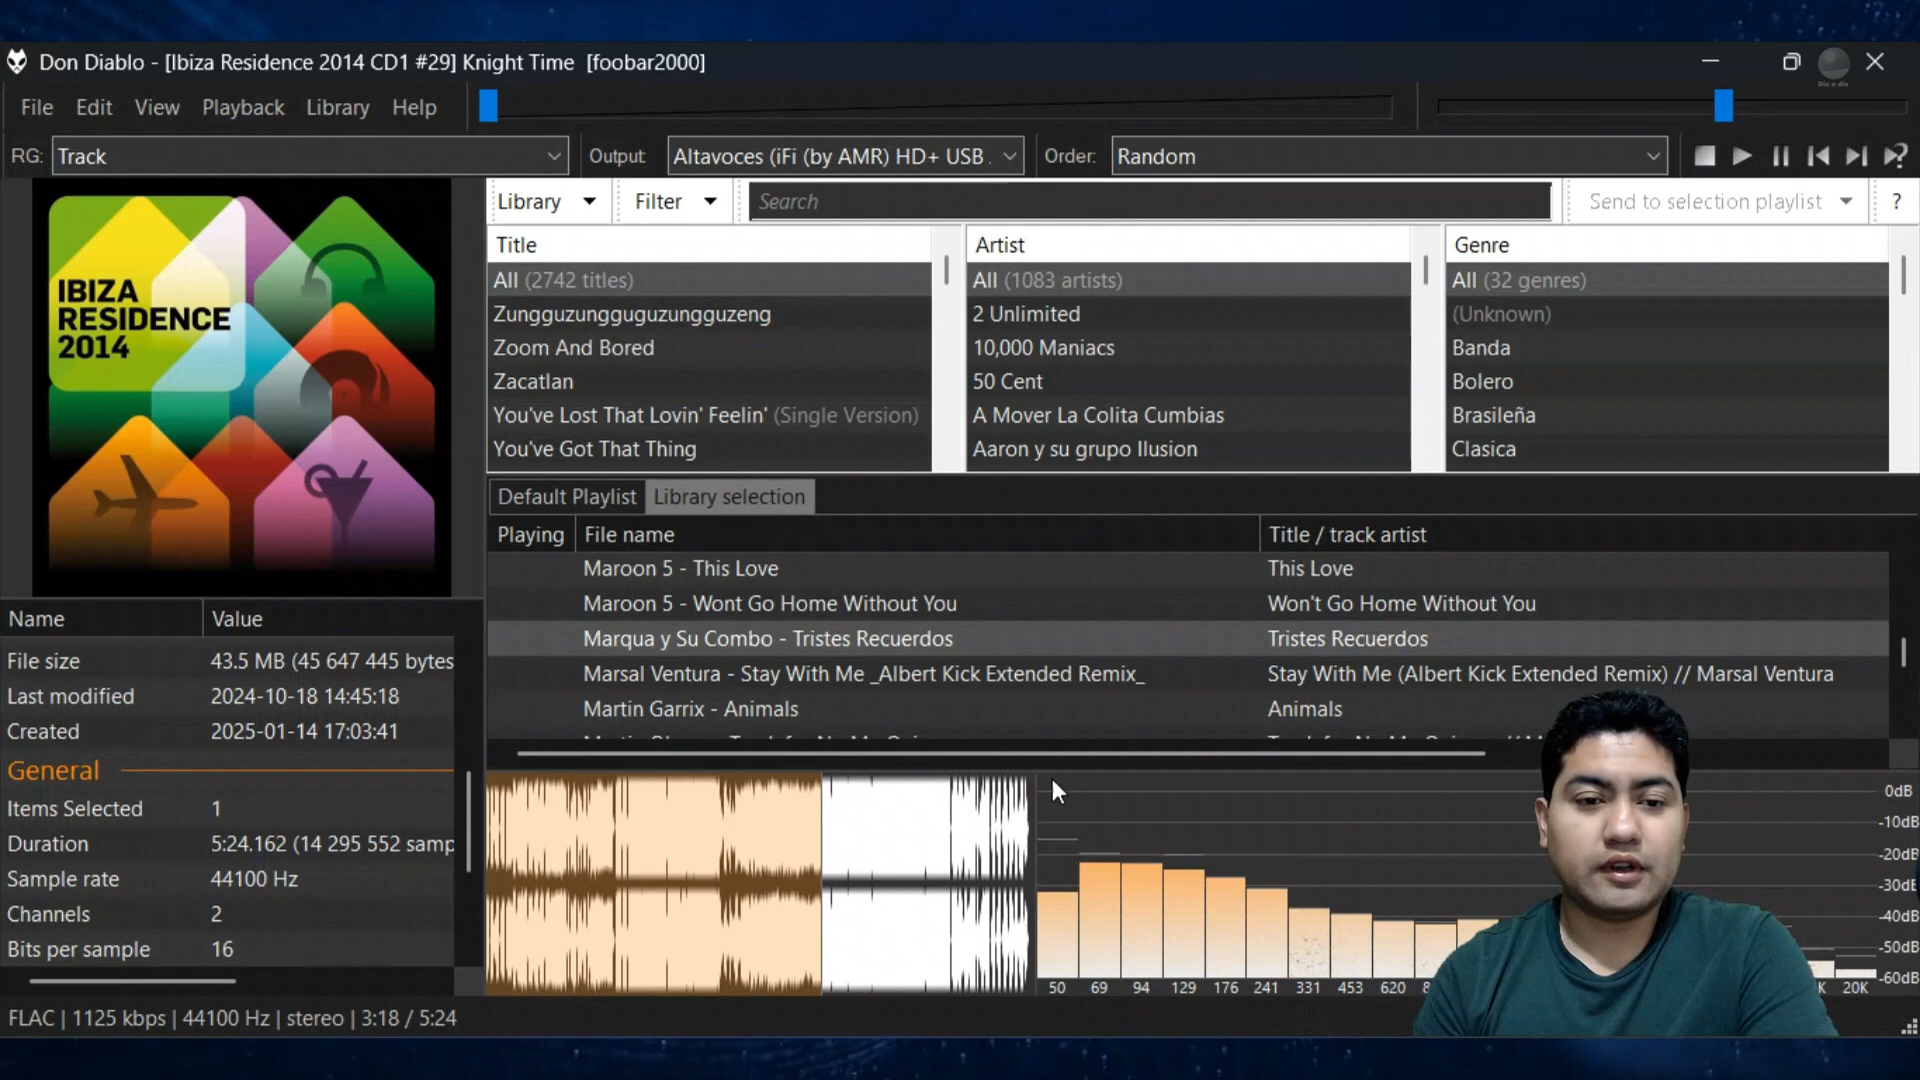 Don Diablo - [Ibiza Residence 2014 CD1 #29] Knight Time [foobar2000]
Dia a dia
File Edit View Playback Library Help
RG: Track Output: Altavoces (iFi (by AMR) HD+ USB Order: Random
IBIZA
RESIDENCE
2014
Library Filter Search Send to selection playlist ?
Title Artist Genre
All (2742 titles) All (1083 artists) All (32 genres)
Zungguzungguguzungguzeng 2 Unlimited (Unknown)
Zoom And Bored 10,000 Maniacs Banda
Zacatlan 50 Cent Bolero
You've Lost That Lovin' Feelin' (Single Version) A Mover La Colita Cumbias Brasileña
You've Got That Thing Aaron y su grupo Ilusion Clasica
Default Playlist Library selection
Playing File name Title / track artist
Maroon 5 - This Love This Love
Maroon 5 - Wont Go Home Without You Won't Go Home Without You
Marqua y Su Combo - Tristes Recuerdos Tristes Recuerdos
Marsal Ventura - Stay With Me _Albert Kick Extended Remix_ Stay With Me (Albert Kick Extended Remix) // Marsal Ventura
Martin Garrix - Animals Animals
Name Value
File size 43.5 MB (45 647 445 bytes
Last modified 2024-10-18 14:45:18
Created 2025-01-14 17:03:41
General
Items Selected 1
Duration 5:24.162 (14 295 552 samp
Sample rate 44100 Hz
Channels 2
Bits per sample 16
0dB
-10dB
-20dB
-30dB
-40dB
-50dB
-60dB
50 69 94 129 176 241 331 453 620 K 20K
FLAC | 1125 kbps | 44100 Hz | stereo | 3:18 / 5:24